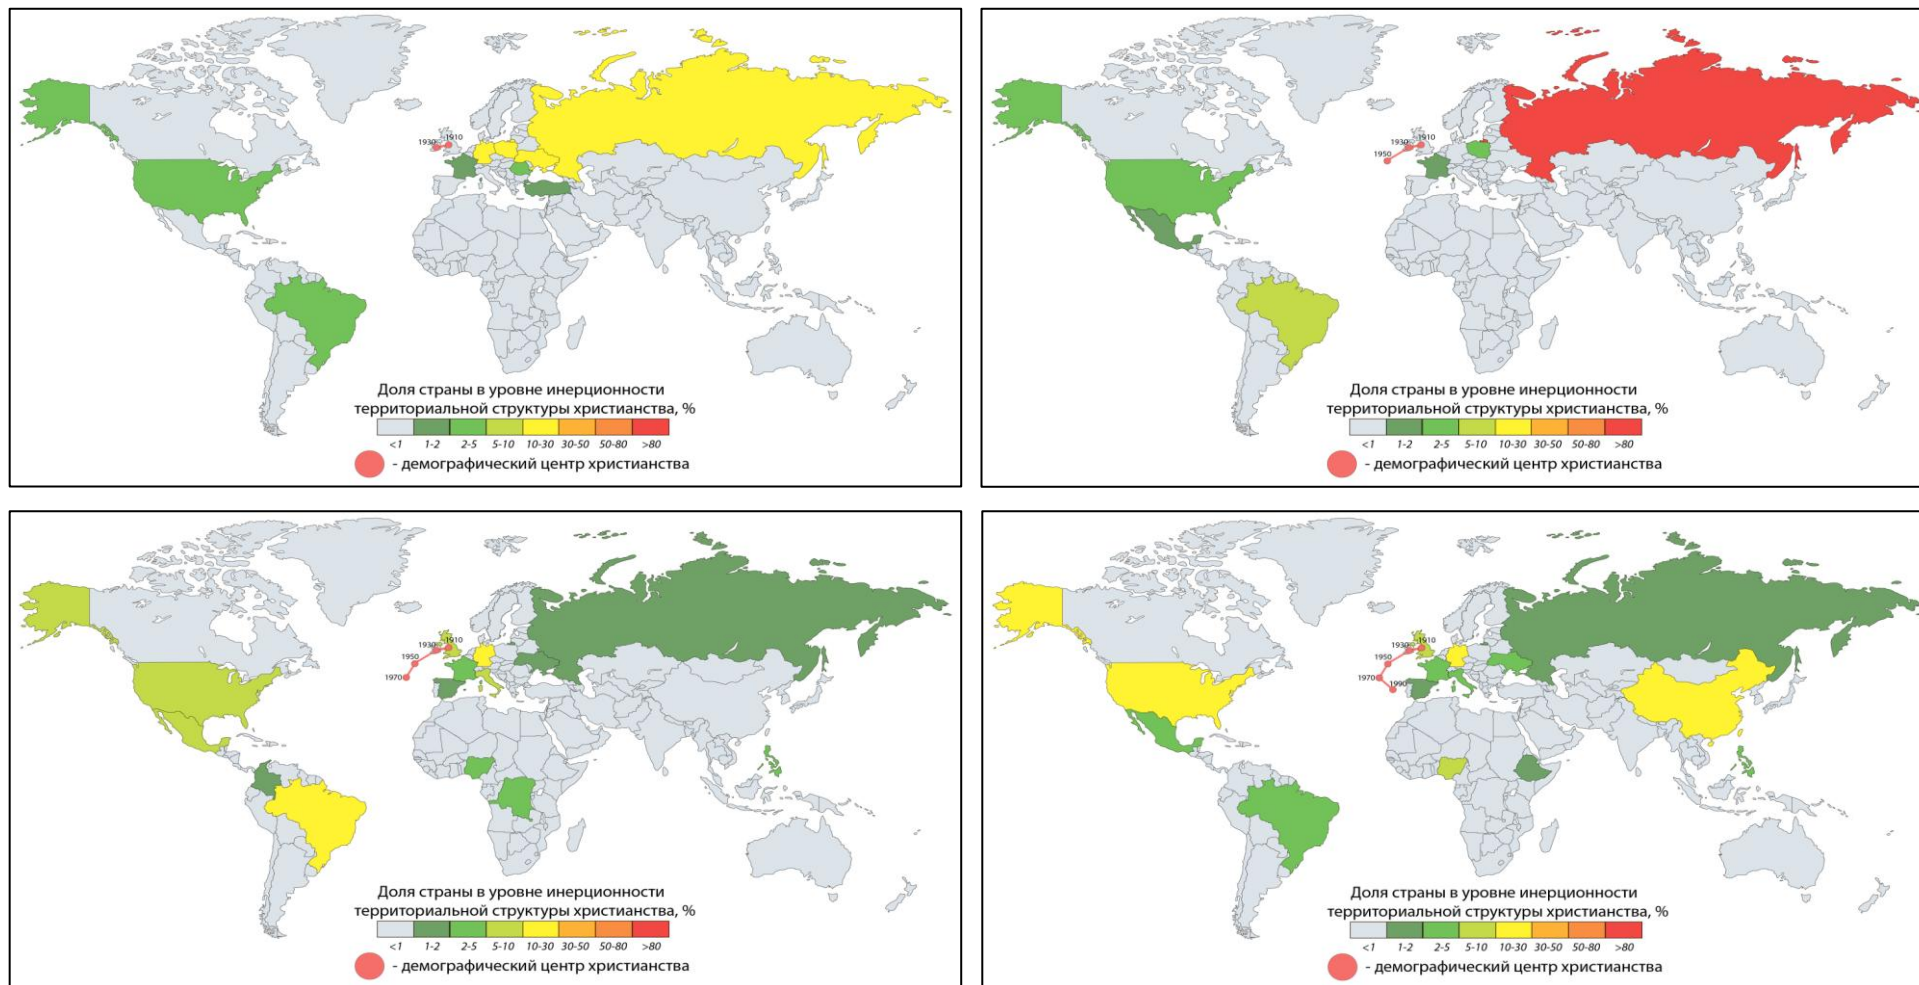 1930
1910
Доля страны в уровне инерционности
территориальной структуры христианства, %
<1 1-2 2-5 5-10 10-30 30-50 50-80 >80
- демографический центр христианства
1930
1910
1950
Доля страны в уровне инерционности
территориальной структуры христианства, %
<1 1-2 2-5 5-10 10-30 30-50 50-80 >80
- демографический центр христианства
1930
1910
1950
1970
Доля страны в уровне инерционности
территориальной структуры христианства, %
<1 1-2 2-5 5-10 10-30 30-50 50-80 >80
- демографический центр христианства
1930
1910
1950
1970
1990
Доля страны в уровне инерционности
территориальной структуры христианства, %
<1 1-2 2-5 5-10 10-30 30-50 50-80 >80
- демографический центр христианства